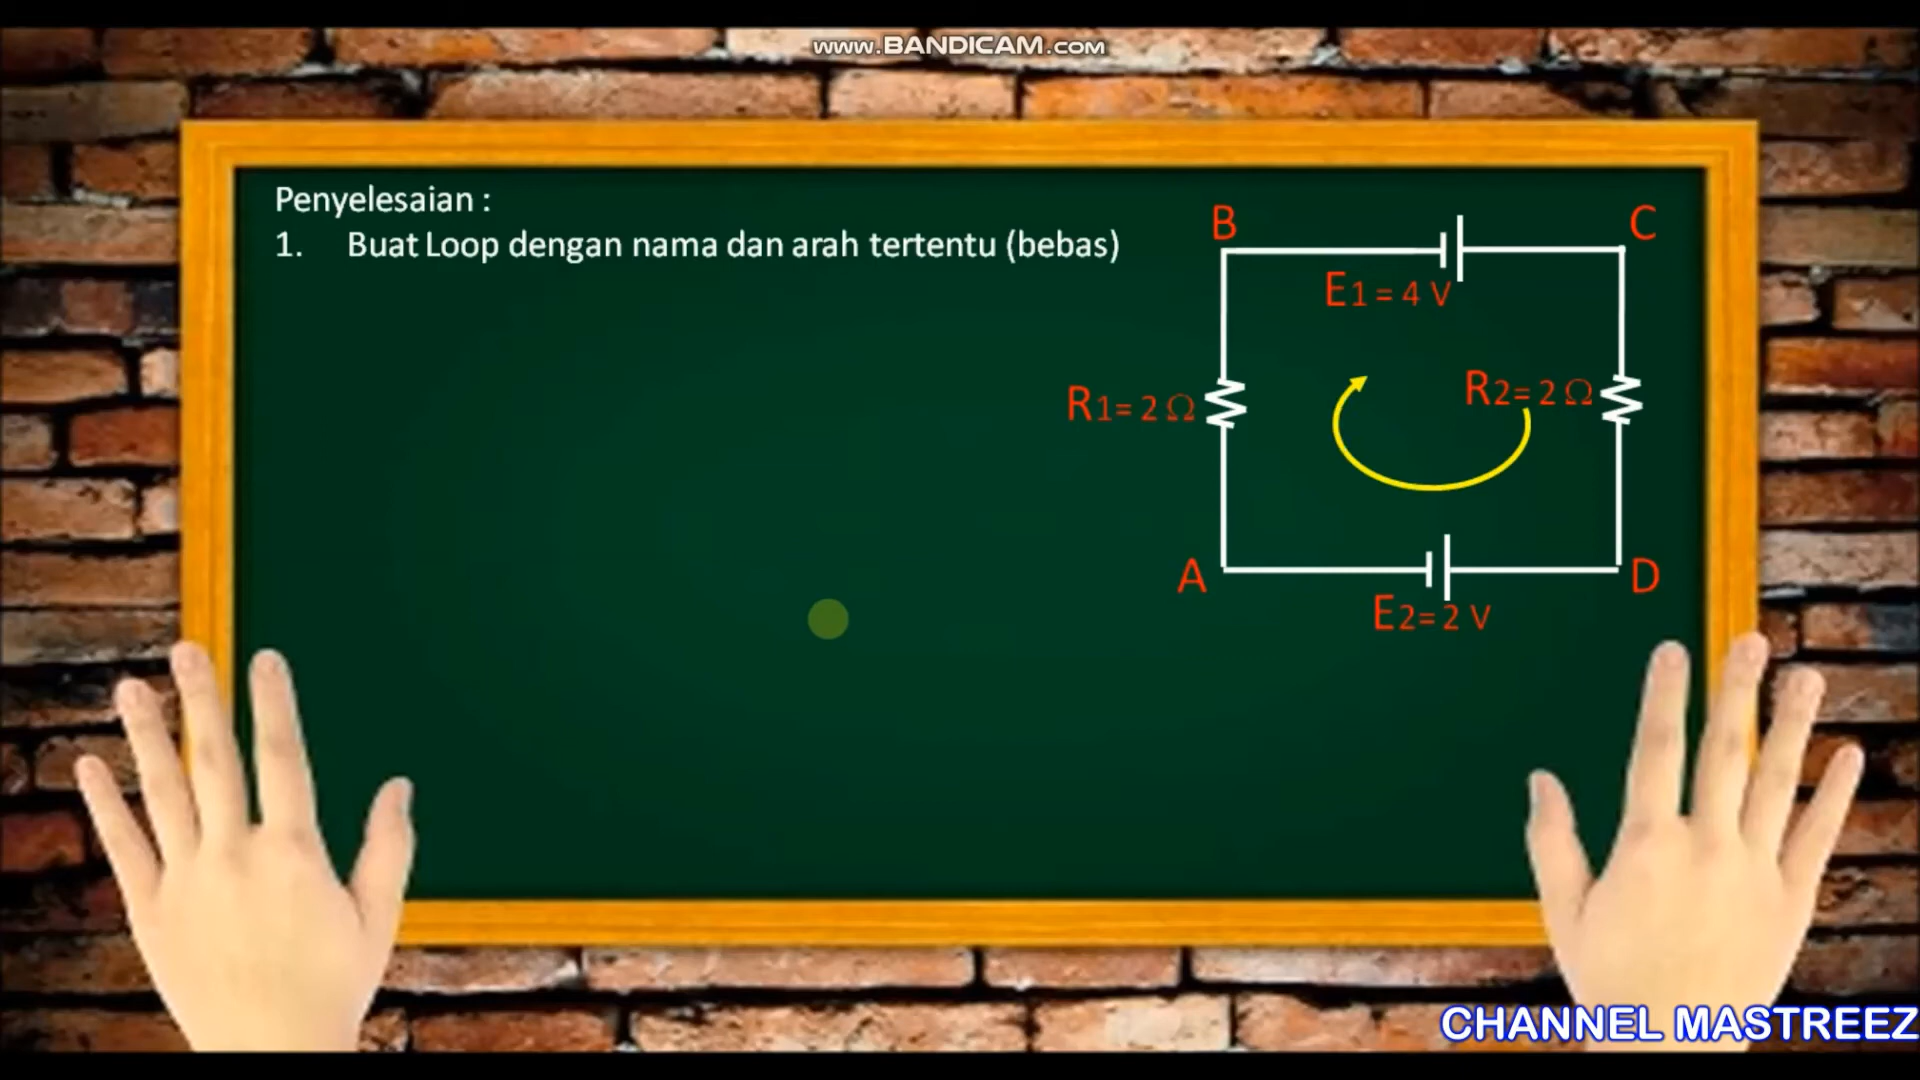 www.BANDICAM.com
Penyelesaian :
1. Buat Loop dengan nama dan arah tertentu (bebas)
B
C
E1 = 4 V
R1= 2 Ω
R2= 2 Ω
A
D
E2= 2 V
CHANNEL MASTREEZ